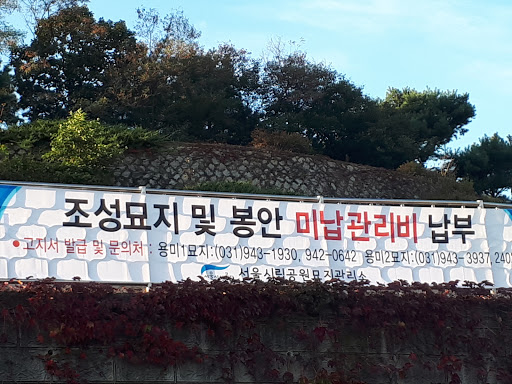 조성묘지 및 봉안 미납관리비 납부
• 고지서 발급 및 문의처 : 용미1묘지:(031)943-1930, 942-0642 용미2묘지:(031)943-3937, 240
서울시립공원묘지관리소